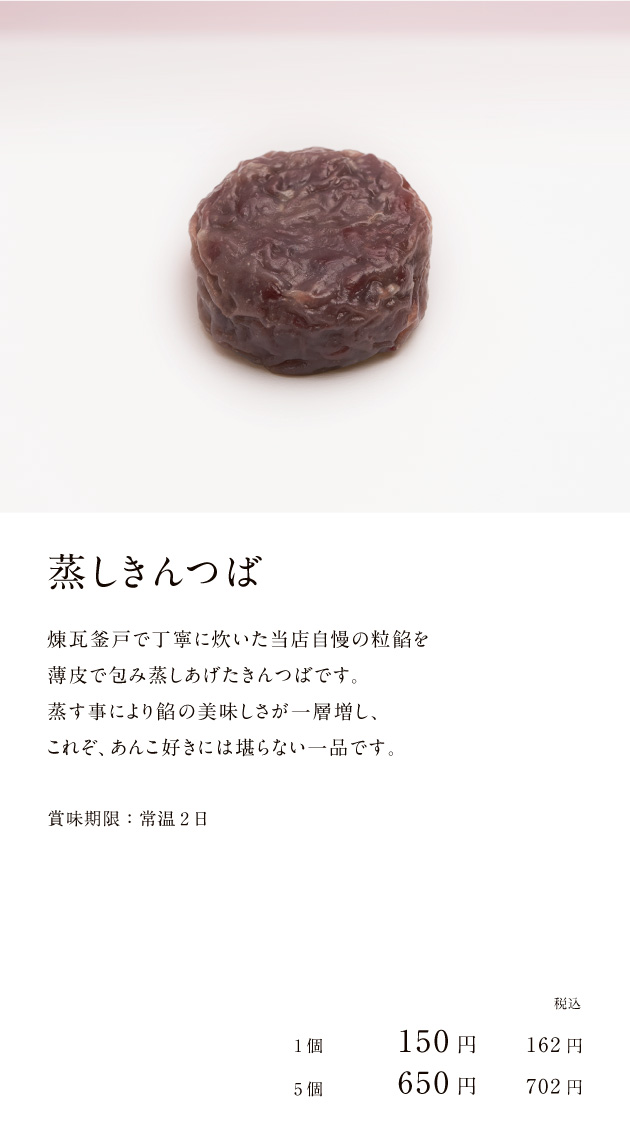 蒸しきんつば
煉瓦釜戸で丁寧に炊いた当店自慢の粒餡を
薄皮で包み蒸しあげたきんつばです。
蒸す事により餡の美味しさが一層増し、
これぞ、あんこ好きには堪らない一品です。
賞味期限：常温2日
税込
1個 150円 162円
5個 650円 702円